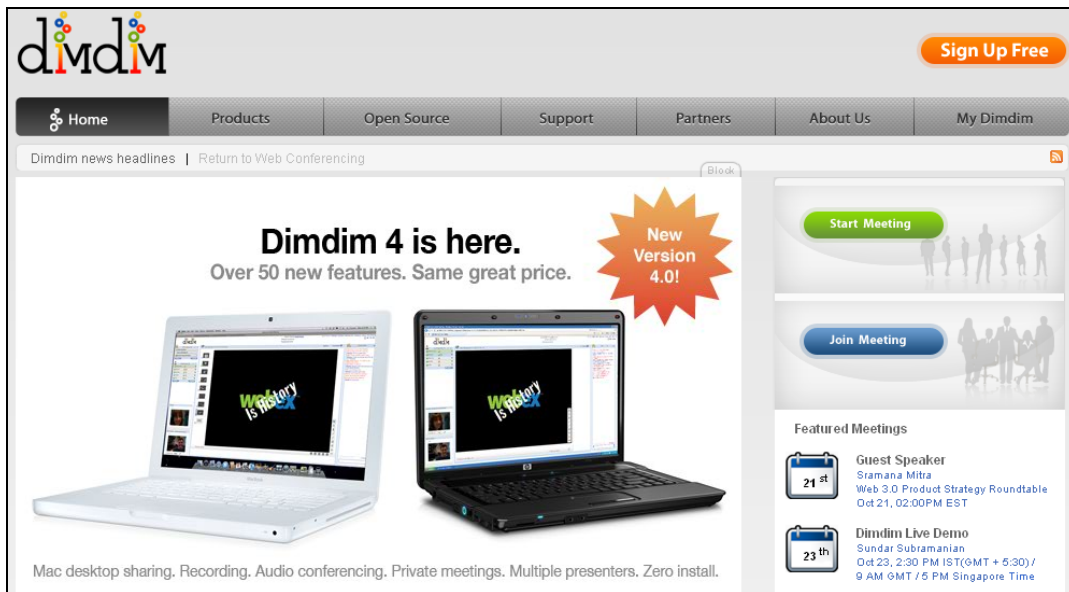 dimdim
Sign Up Free
Home
Products
Open Source
Support
Partners
About Us
My Dimdim
Dimdim news headlines | Return to Web Conferencing
Block
Dimdim 4 is here.
Over 50 new features. Same great price.
New
Version
4.0!
webex
Is History
webex
Is History
Mac desktop sharing. Recording. Audio conferencing. Private meetings. Multiple presenters. Zero install.
Start Meeting
Join Meeting
Featured Meetings
21 st
Guest Speaker
Sramana Mitra
Web 3.0 Product Strategy Roundtable
Oct 21, 02:00PM EST
23 th
Dimdim Live Demo
Sundar Subramanian
Oct 23, 2:30 PM IST(GMT + 5:30) /
9 AM GMT / 5 PM Singapore Time